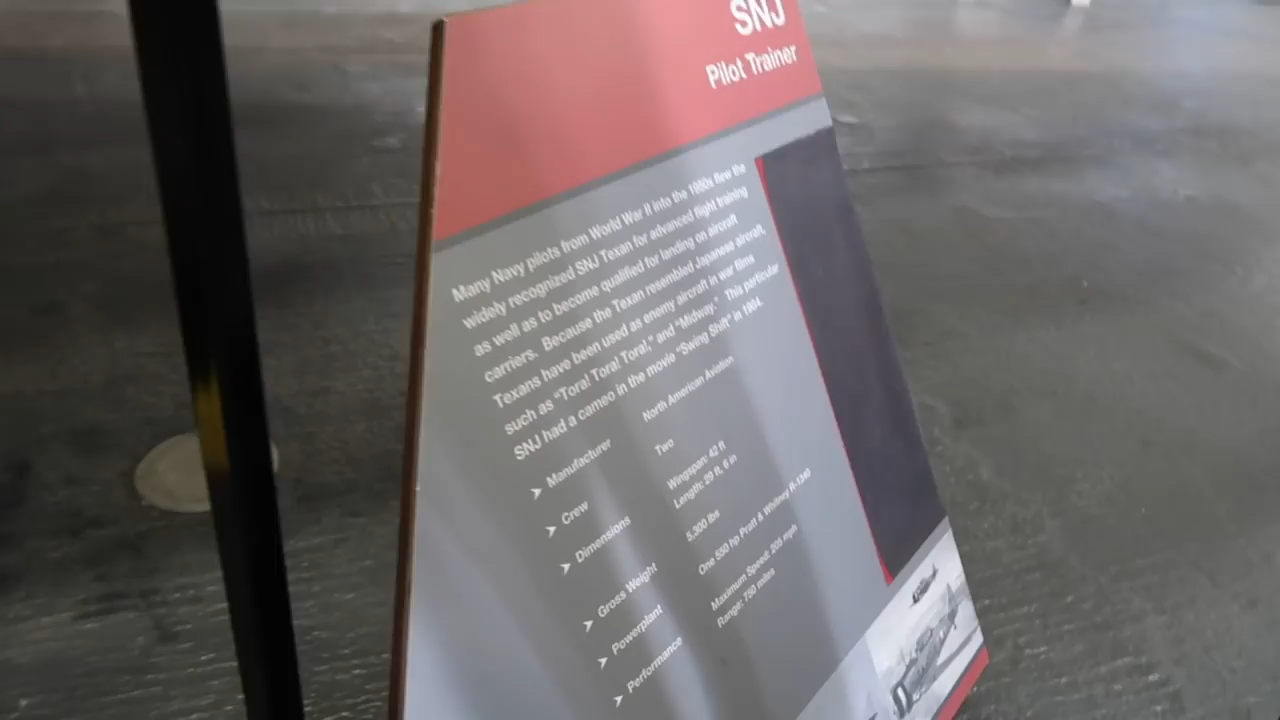 SNJ
Pilot Trainer
Many Navy pilots from World War II into the 1950s flew the
widely recognized SNJ Texan for advanced flight training
as well as to become qualified for landing on aircraft
carriers. Because the Texan resembled Japanese aircraft,
Texans have been used as enemy aircraft in war films
such as "Tora! Tora! Tora!," and "Midway." This particular
SNJ had a cameo in the movie "Swing Shift" in 1984.
➤ Manufacturer North American Aviation
➤ Crew Two
➤ Dimensions Wingspan: 42 ft
Length: 29 ft, 6 in
➤ Gross Weight 5,300 lbs
➤ Powerplant One 550 hp Pratt & Whitney R-1340
➤ Performance Maximum Speed: 205 mph
Range: 750 miles